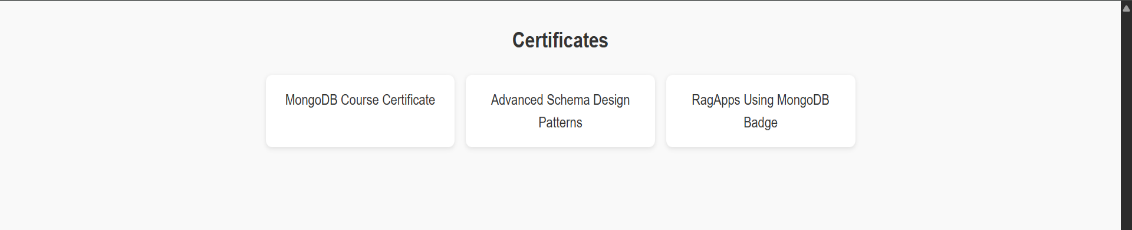 Certificates
MongoDB Course Certificate
Advanced Schema Design
Patterns
RagApps Using MongoDB
Badge